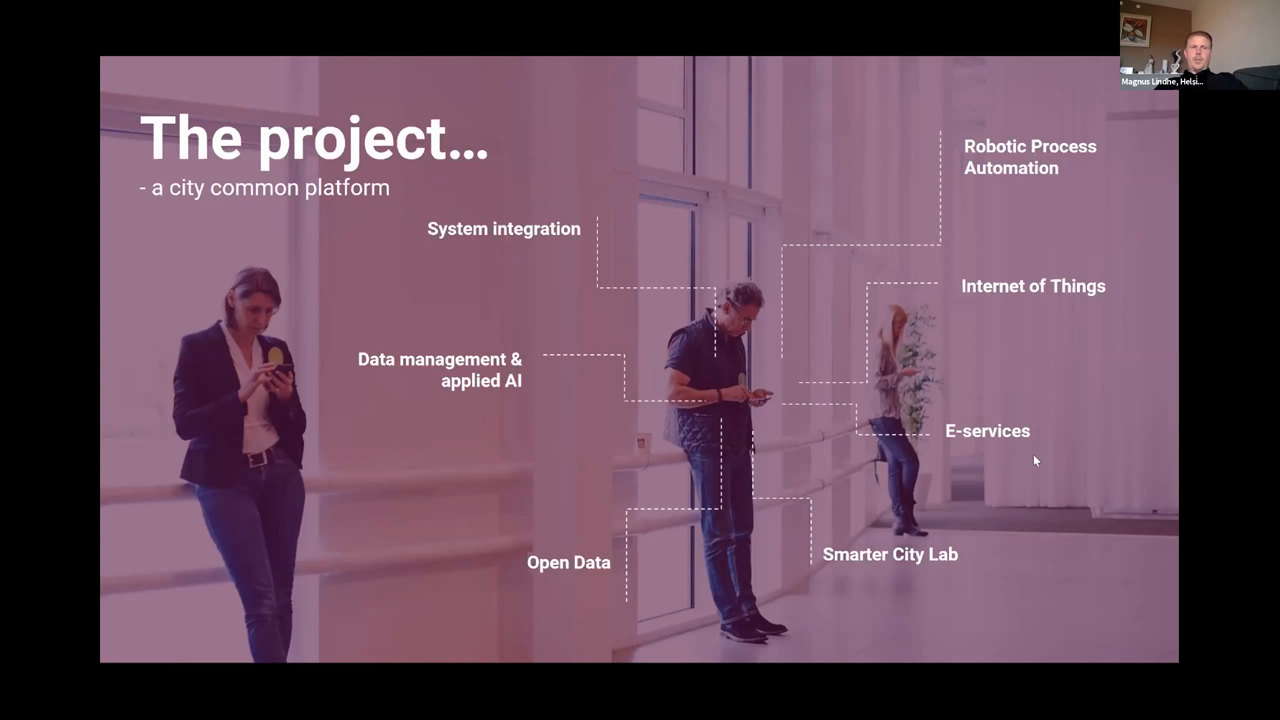 Magnus Lindhe, Helsi...
The project...
- a city common platform
Robotic Process
Automation
System integration
Internet of Things
Data management &
applied AI
E-services
Open Data
Smarter City Lab